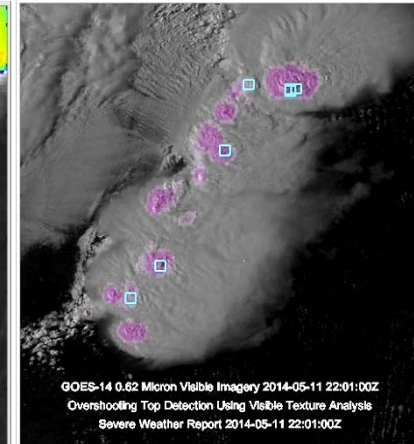 GOES-14 0.62 Micron Visible Imagery 2014-05-11 22:01:00Z
Overshooting Top Detection Using Visible Texture Analysis
Severe Weather Report 2014-05-11 22:01:00Z